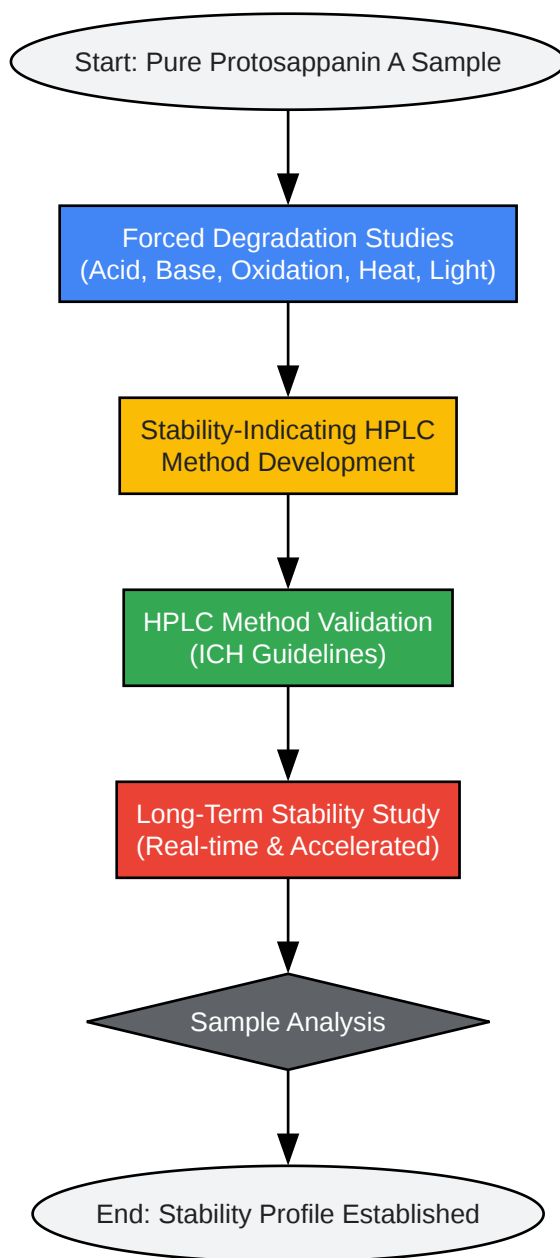 Start: Pure Protosappanin A Sample
Forced Degradation Studies
(Acid, Base, Oxidation, Heat, Light)
Stability-Indicating HPLC
Method Development
HPLC Method Validation
(ICH Guidelines)
Long-Term Stability Study
(Real-time & Accelerated)
Sample Analysis
End: Stability Profile Established